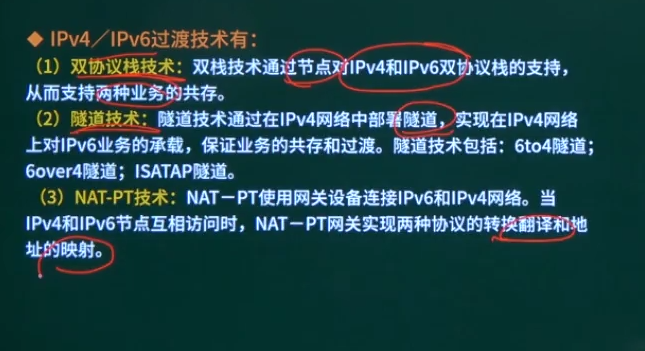 ◆ IPv4／IPv6过渡技术有：
（1）双协议栈技术：双栈技术通过节点对IPv4和IPv6双协议栈的支持，
从而支持两种业务的共存。
（2）隧道技术：隧道技术通过在IPv4网络中部署隧道，实现在IPv4网络
上对IPv6业务的承载，保证业务的共存和过渡。隧道技术包括：6to4隧道；
6over4隧道；ISATAP隧道。
（3）NAT-PT技术：NAT－PT使用网关设备连接IPv6和IPv4网络。当
IPv4和IPv6节点互相访问时，NAT－PT网关实现两种协议的转换翻译和地
址的映射。